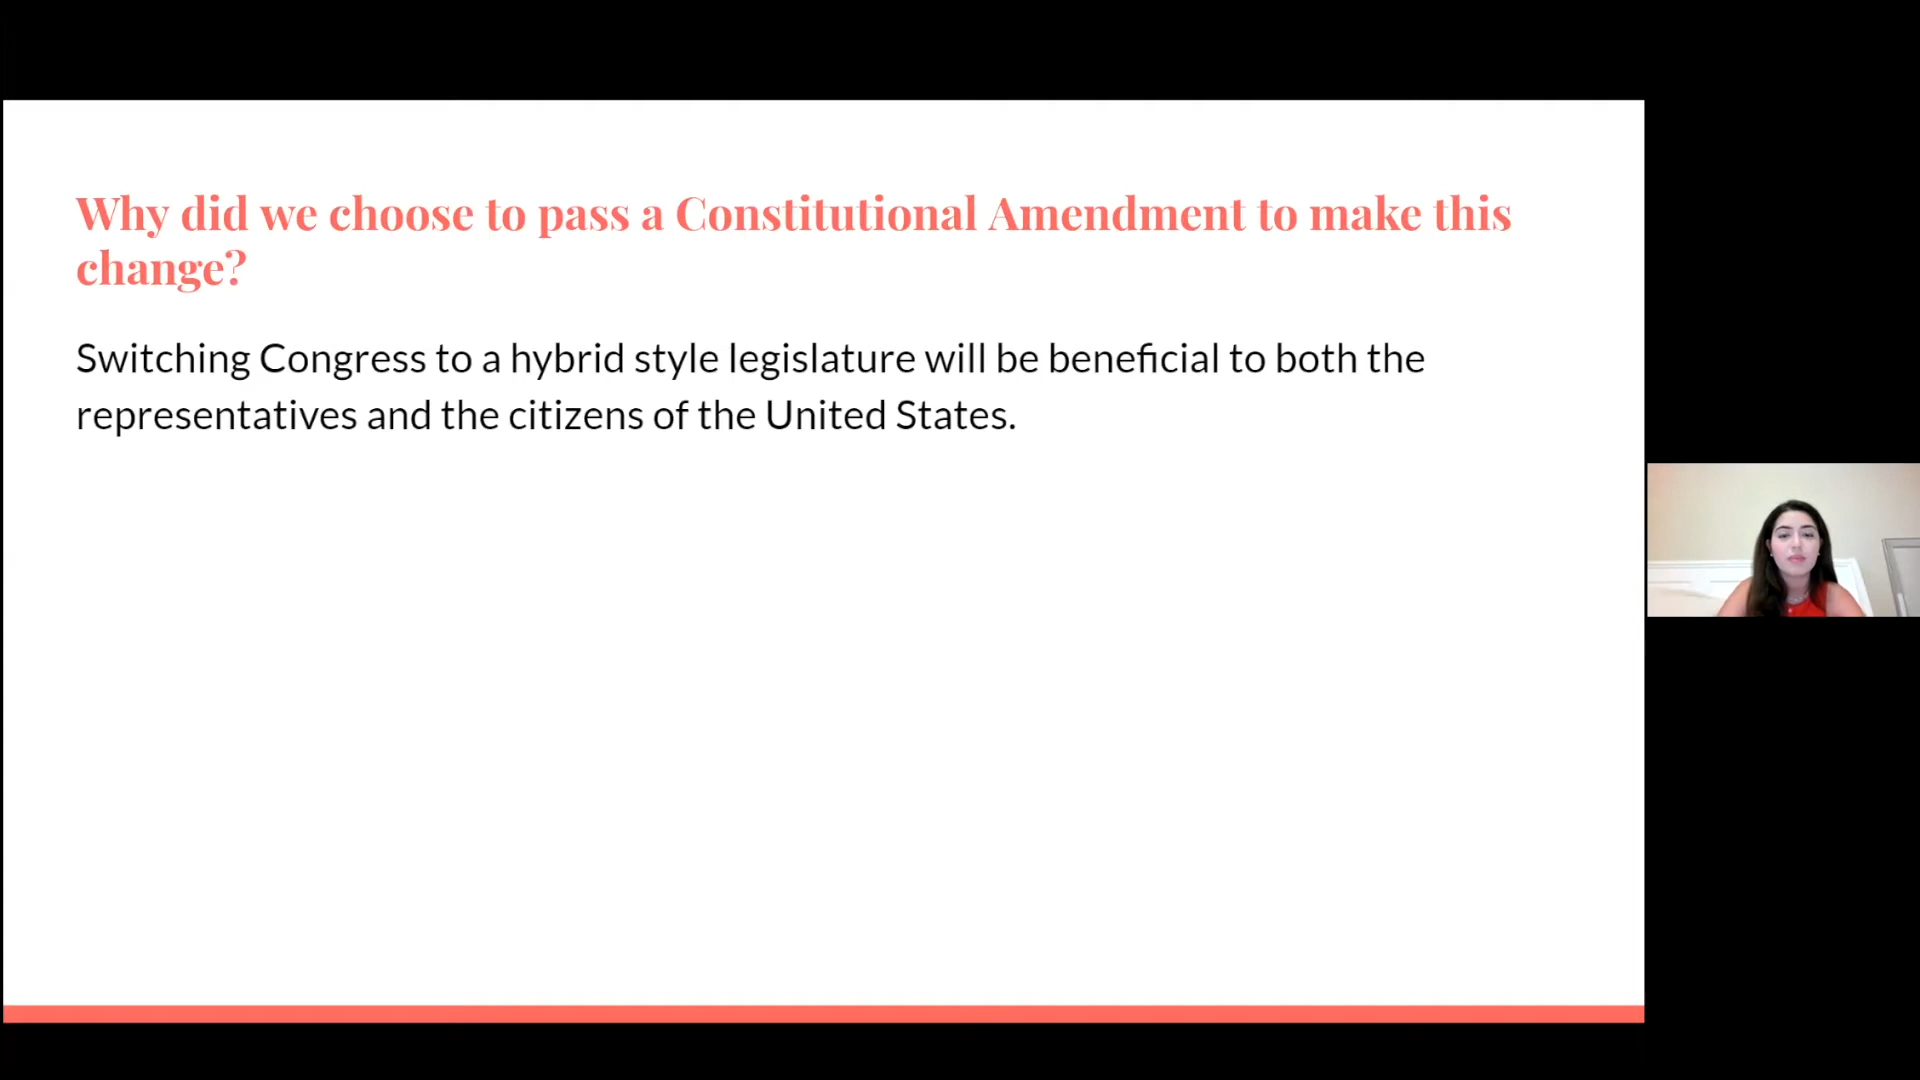 Why did we choose to pass a Constitutional Amendment to make this
change?
Switching Congress to a hybrid style legislature will be beneficial to both the
representatives and the citizens of the United States.